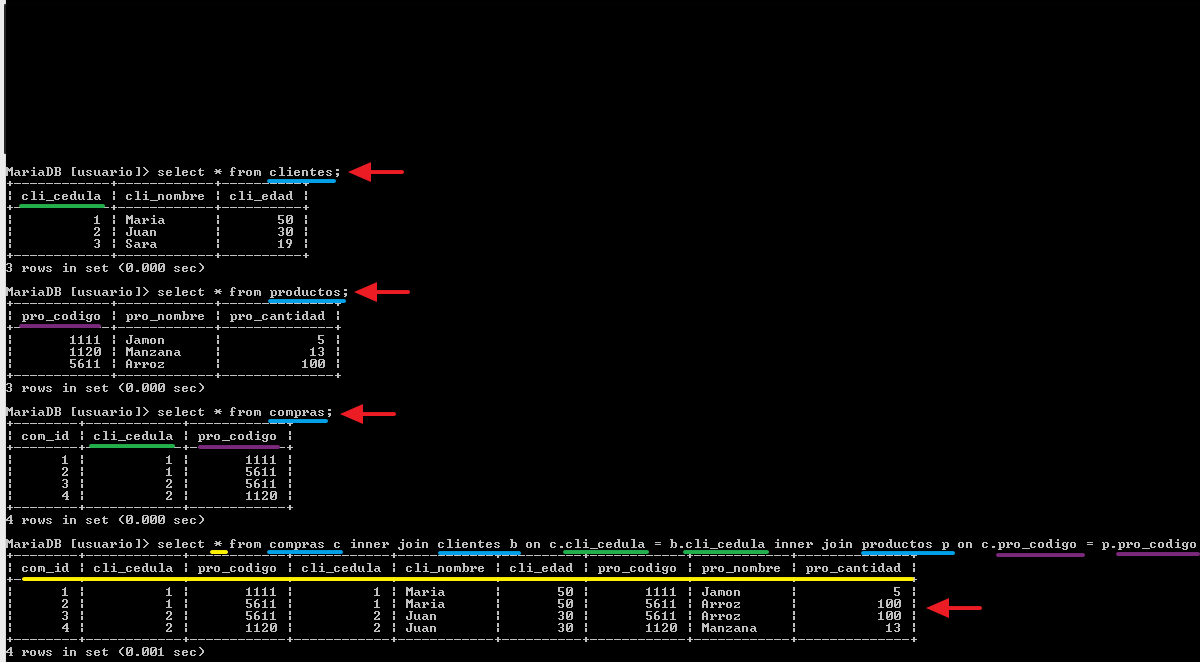 MariaDB [usuario]> select * from clientes;
+-----------+------------+----------+
| cli_cedula | cli_nombre | cli_edad |
+-----------+------------+----------+
| 1 | Maria | 50 |
| 2 | Juan | 30 |
| 3 | Sara | 19 |
+-----------+------------+----------+
3 rows in set (0.000 sec)
MariaDB [usuario]> select * from productos;
+------------+------------+--------------+
| pro_codigo | pro_nombre | pro_cantidad |
+------------+------------+--------------+
| 1111 | Jamon | 5 |
| 1120 | Manzana | 13 |
| 5611 | Arroz | 100 |
+------------+------------+--------------+
3 rows in set (0.000 sec)
MariaDB [usuario]> select * from compras;
+--------+------------+------------+
| com_id | cli_cedula | pro_codigo |
+--------+------------+------------+
| 1 | 1 | 1111 |
| 2 | 1 | 5611 |
| 3 | 2 | 5611 |
| 4 | 2 | 1120 |
+--------+------------+------------+
4 rows in set (0.000 sec)
MariaDB [usuario]> select * from compras c inner join clientes b on c.cli_cedula = b.cli_cedula inner join productos p on c.pro_codigo = p.pro_codigo
+--------+------------+------------+------------+------------+----------+------------+------------+--------------+
| com_id | cli_cedula | pro_codigo | cli_cedula | cli_nombre | cli_edad | pro_codigo | pro_nombre | pro_cantidad |
+--------+------------+------------+------------+------------+----------+------------+------------+--------------+
| 1 | 1 | 1111 | 1 | Maria | 50 | 1111 | Jamon | 5 |
| 2 | 1 | 5611 | 1 | Maria | 50 | 5611 | Arroz | 100 |
| 3 | 2 | 5611 | 2 | Juan | 30 | 5611 | Arroz | 100 |
| 4 | 2 | 1120 | 2 | Juan | 30 | 1120 | Manzana | 13 |
+--------+------------+------------+------------+------------+----------+------------+------------+--------------+
4 rows in set (0.001 sec)